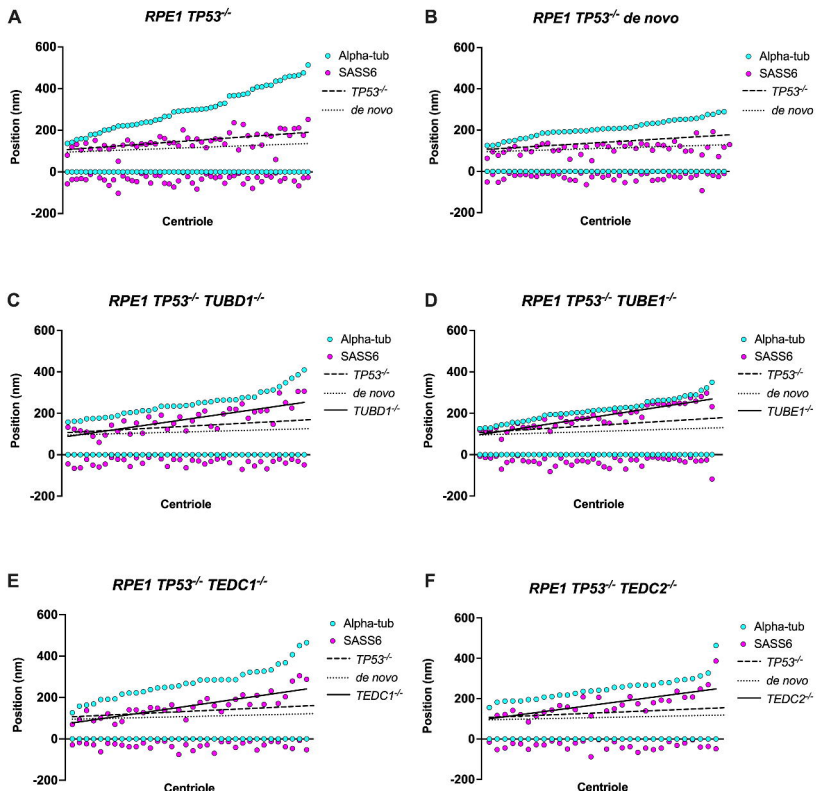 A
RPE1 TP53-/-
600
400
200
0
-200
Position (nm)
Centriole
Alpha-tub
SASS6
TP53-/-
de novo
B
RPE1 TP53-/- de novo
600
400
200
0
-200
Position (nm)
Centriole
Alpha-tub
SASS6
TP53-/-
de novo
C
RPE1 TP53-/- TUBD1-/-
600
400
200
0
-200
Position (nm)
Centriole
Alpha-tub
SASS6
TP53-/-
de novo
TUBD1-/-
D
RPE1 TP53-/- TUBE1-/-
600
400
200
0
-200
Position (nm)
Centriole
Alpha-tub
SASS6
TP53-/-
de novo
TUBE1-/-
E
RPE1 TP53-/- TEDC1-/-
600
400
200
0
-200
Position (nm)
Centriole
Alpha-tub
SASS6
TP53-/-
de novo
TEDC1-/-
F
RPE1 TP53-/- TEDC2-/-
600
400
200
0
-200
Position (nm)
Centriole
Alpha-tub
SASS6
TP53-/-
de novo
TEDC2-/-